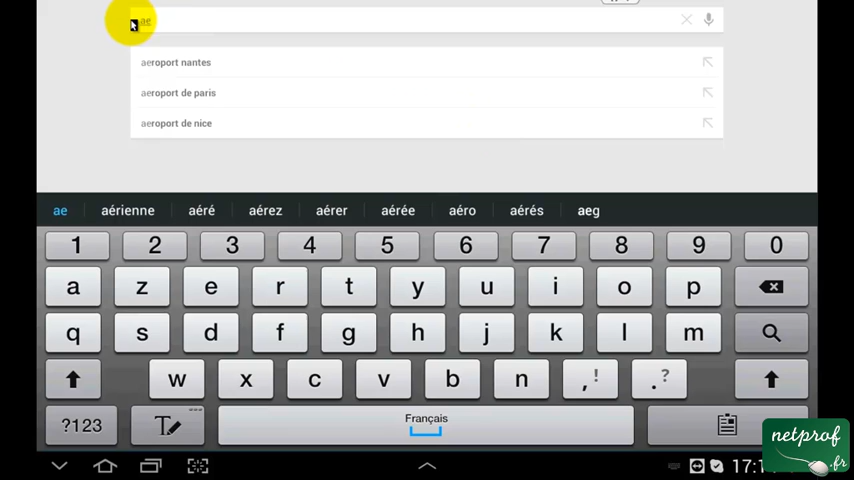 ae
aeroport nantes
aeroport de paris
aeroport de nice
ae aérienne aéré aérez aérer aérée aéro aérés aeg
1 2 3 4 5 6 7 8 9 0
a z e r t y u i o p
q s d f g h j k l m
w x c v b n ,! .?
?123 T Français
netprof
.fr